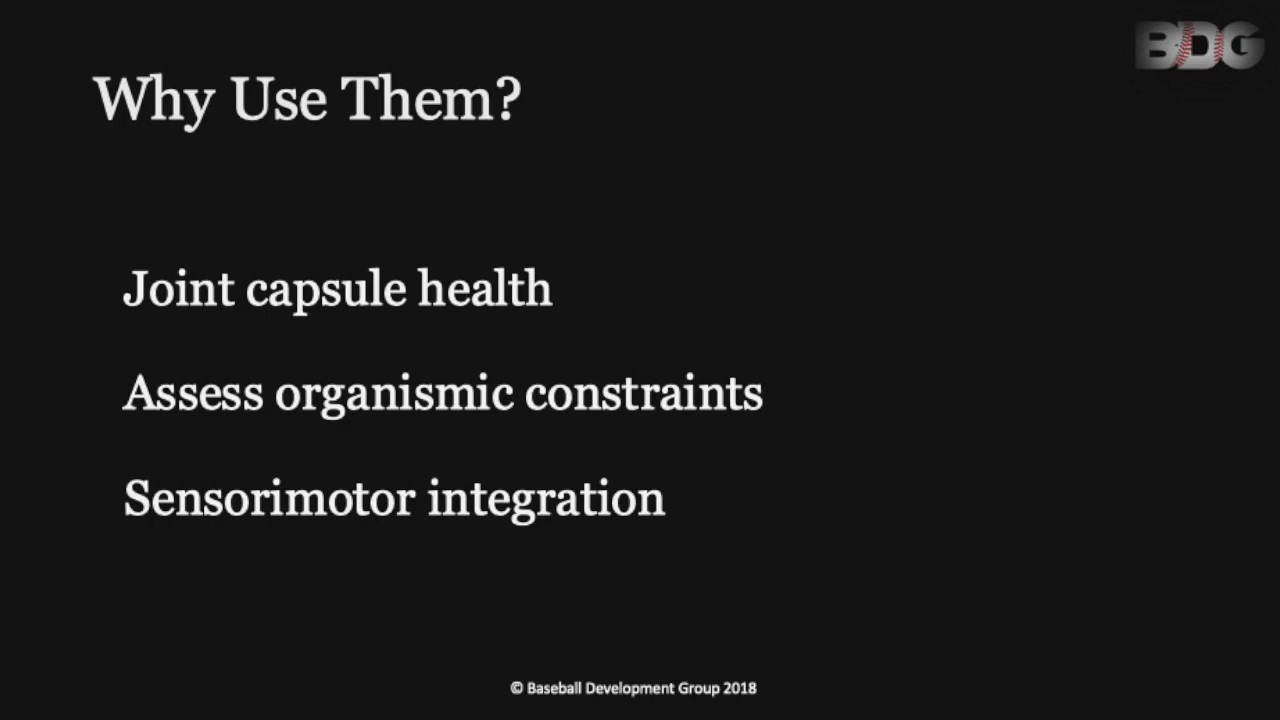 BDG
Why Use Them?
Joint capsule health
Assess organismic constraints
Sensorimotor integration
© Baseball Development Group 2018